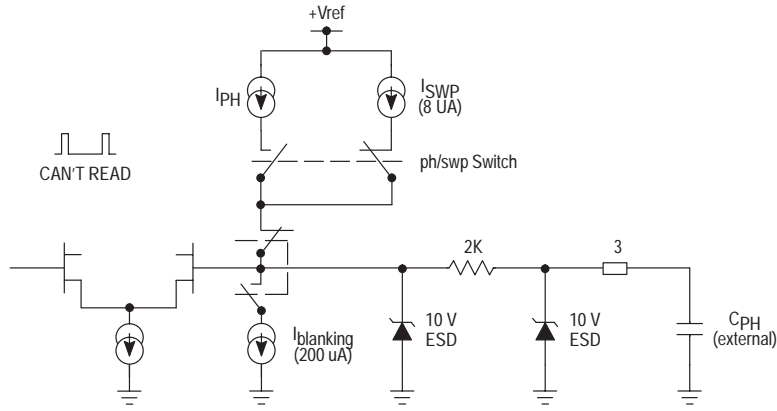 +Vref
IPH
ISWP
(8 UA)
CAN'T READ
ph/swp Switch
2K
3
10 V
ESD
10 V
ESD
Iblanking
(200 uA)
CPH
(external)